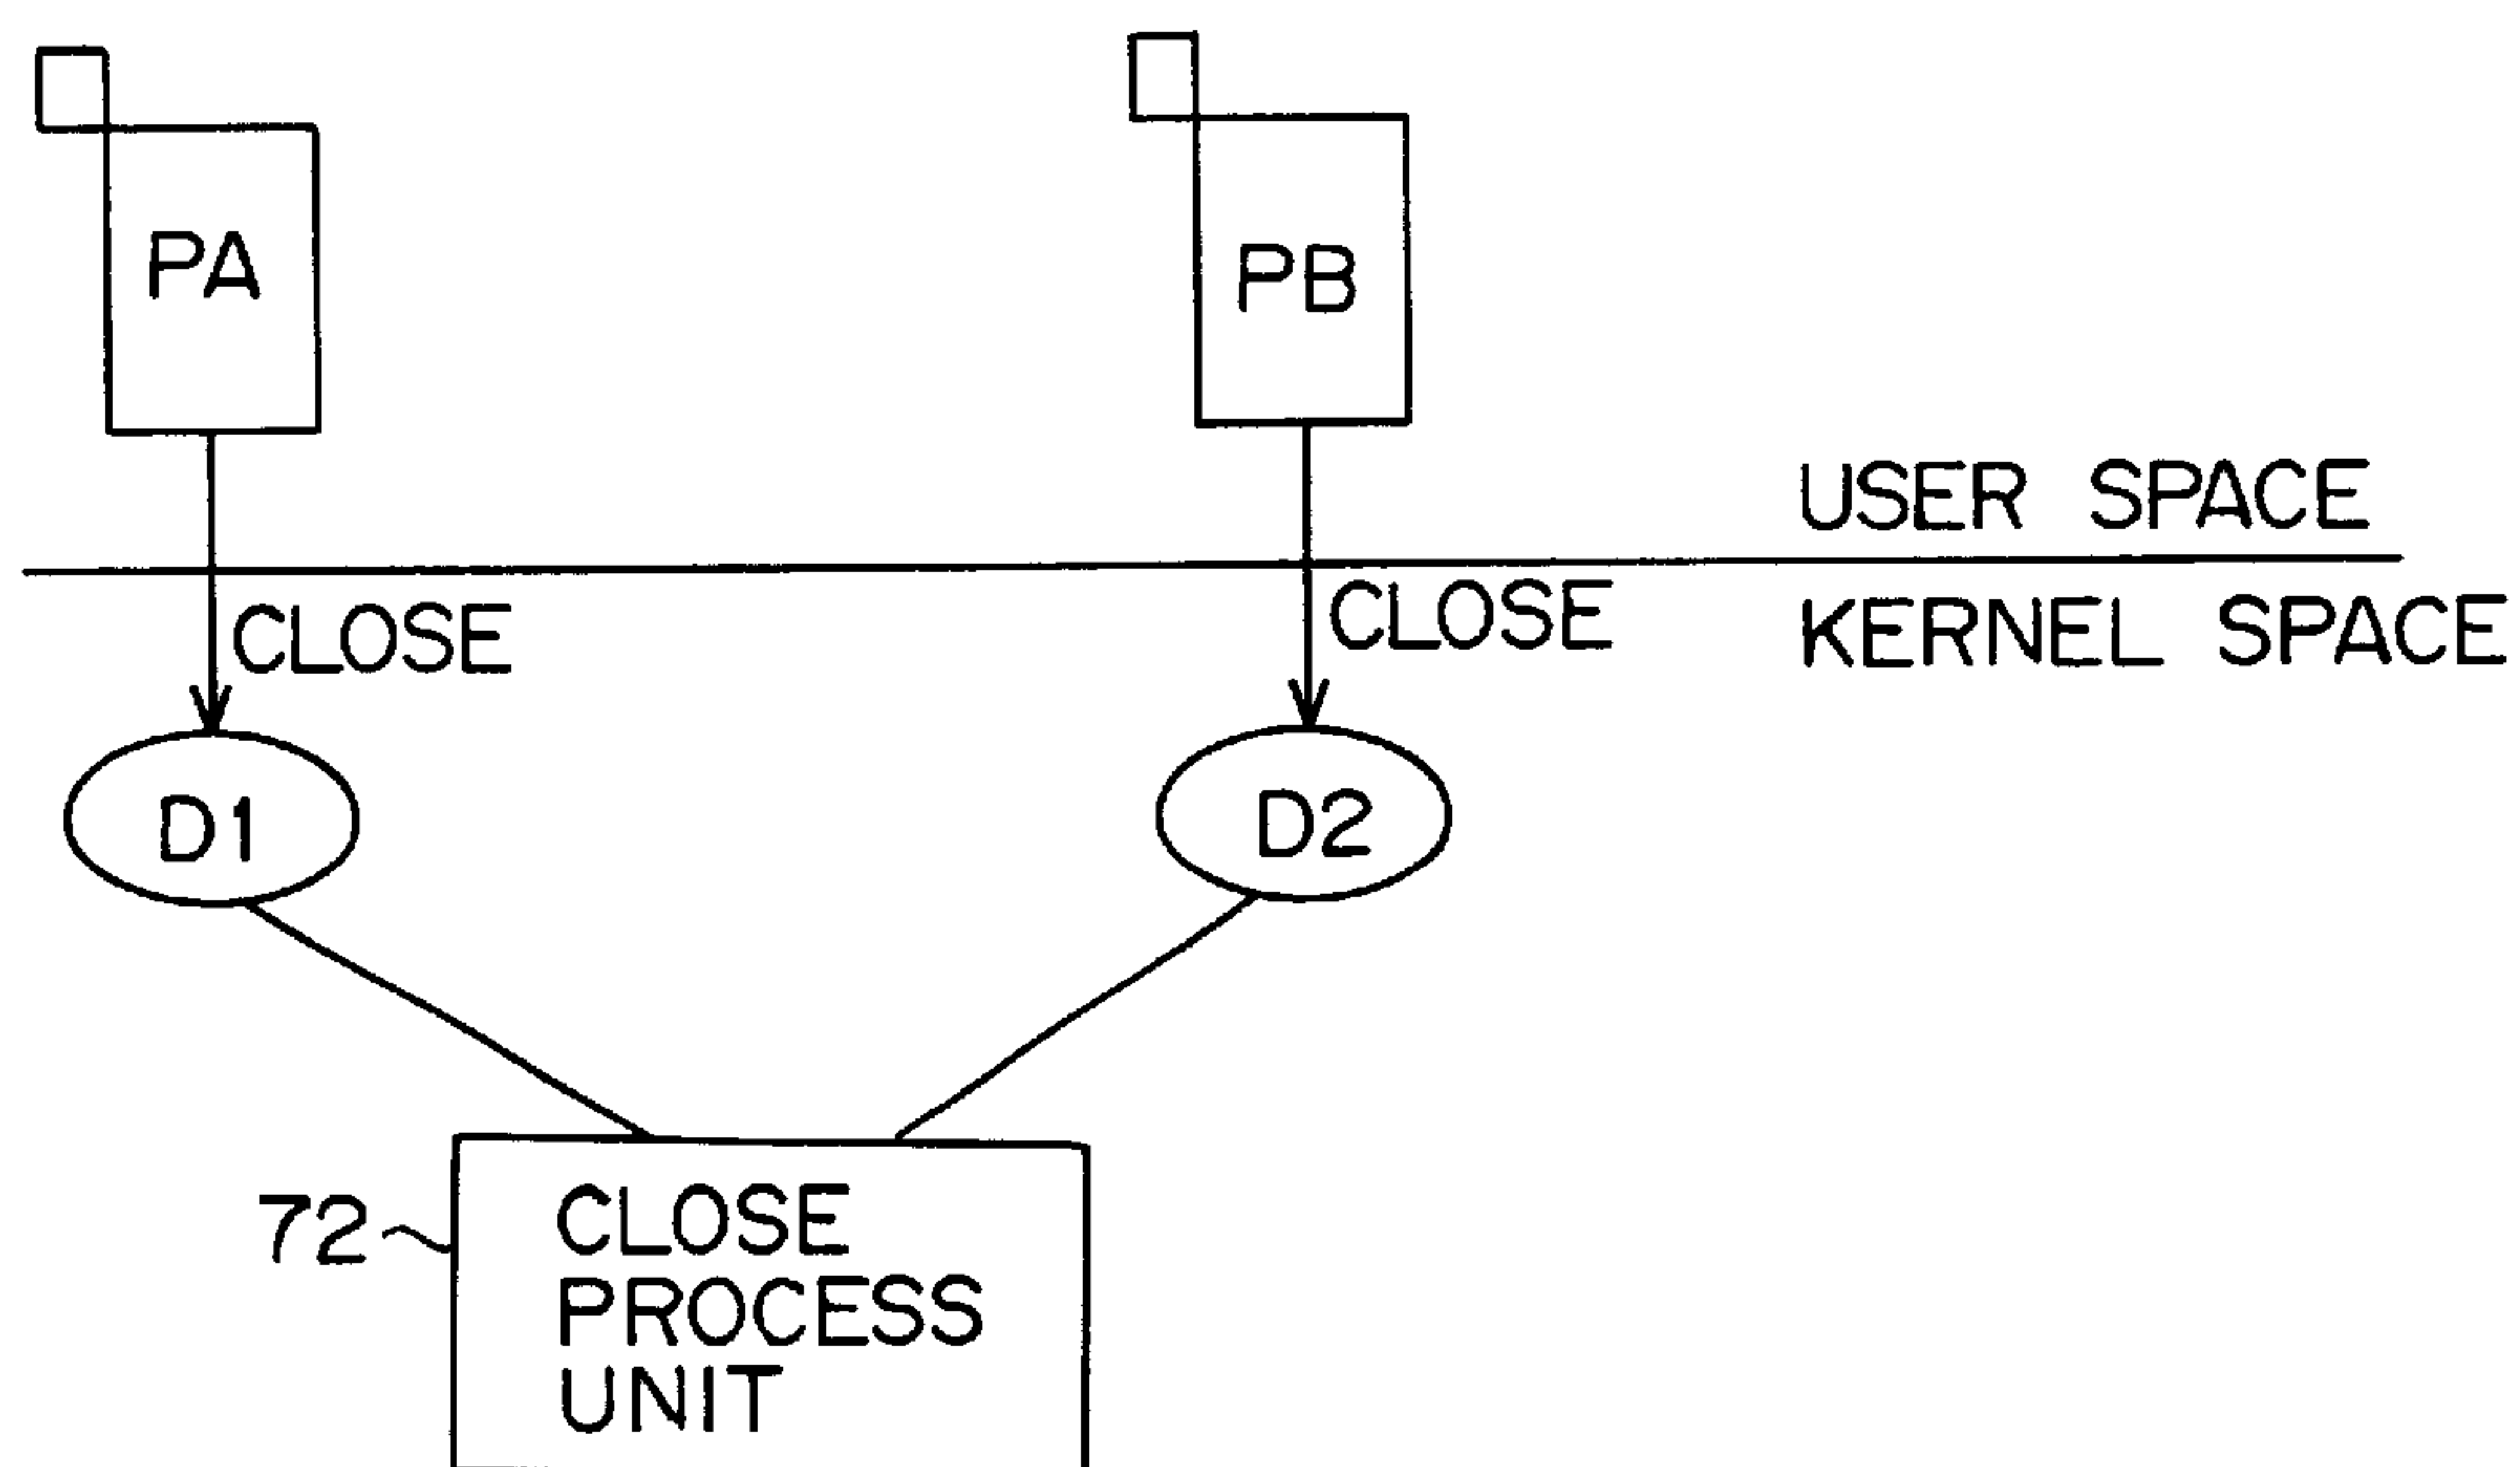 PA
PB
USER SPACE
CLOSE
CLOSE
KERNEL SPACE
D1
D2
72
CLOSE
PROCESS
UNIT